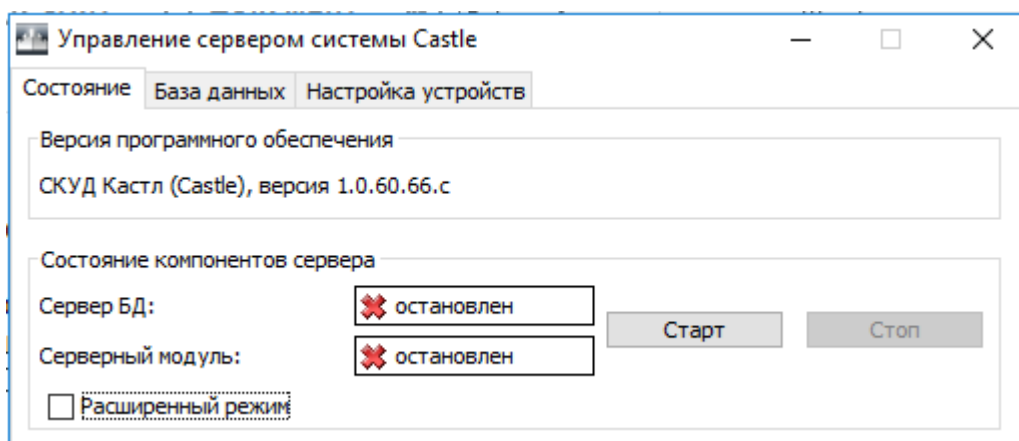 Управление сервером системы Castle
Состояние База данных Настройка устройств
Версия программного обеспечения
СКУД Кастл (Castle), версия 1.0.60.66.с
Состояние компонентов сервера
Сервер БД: остановлен
Старт Стоп
Серверный модуль: остановлен
Расширенный режим